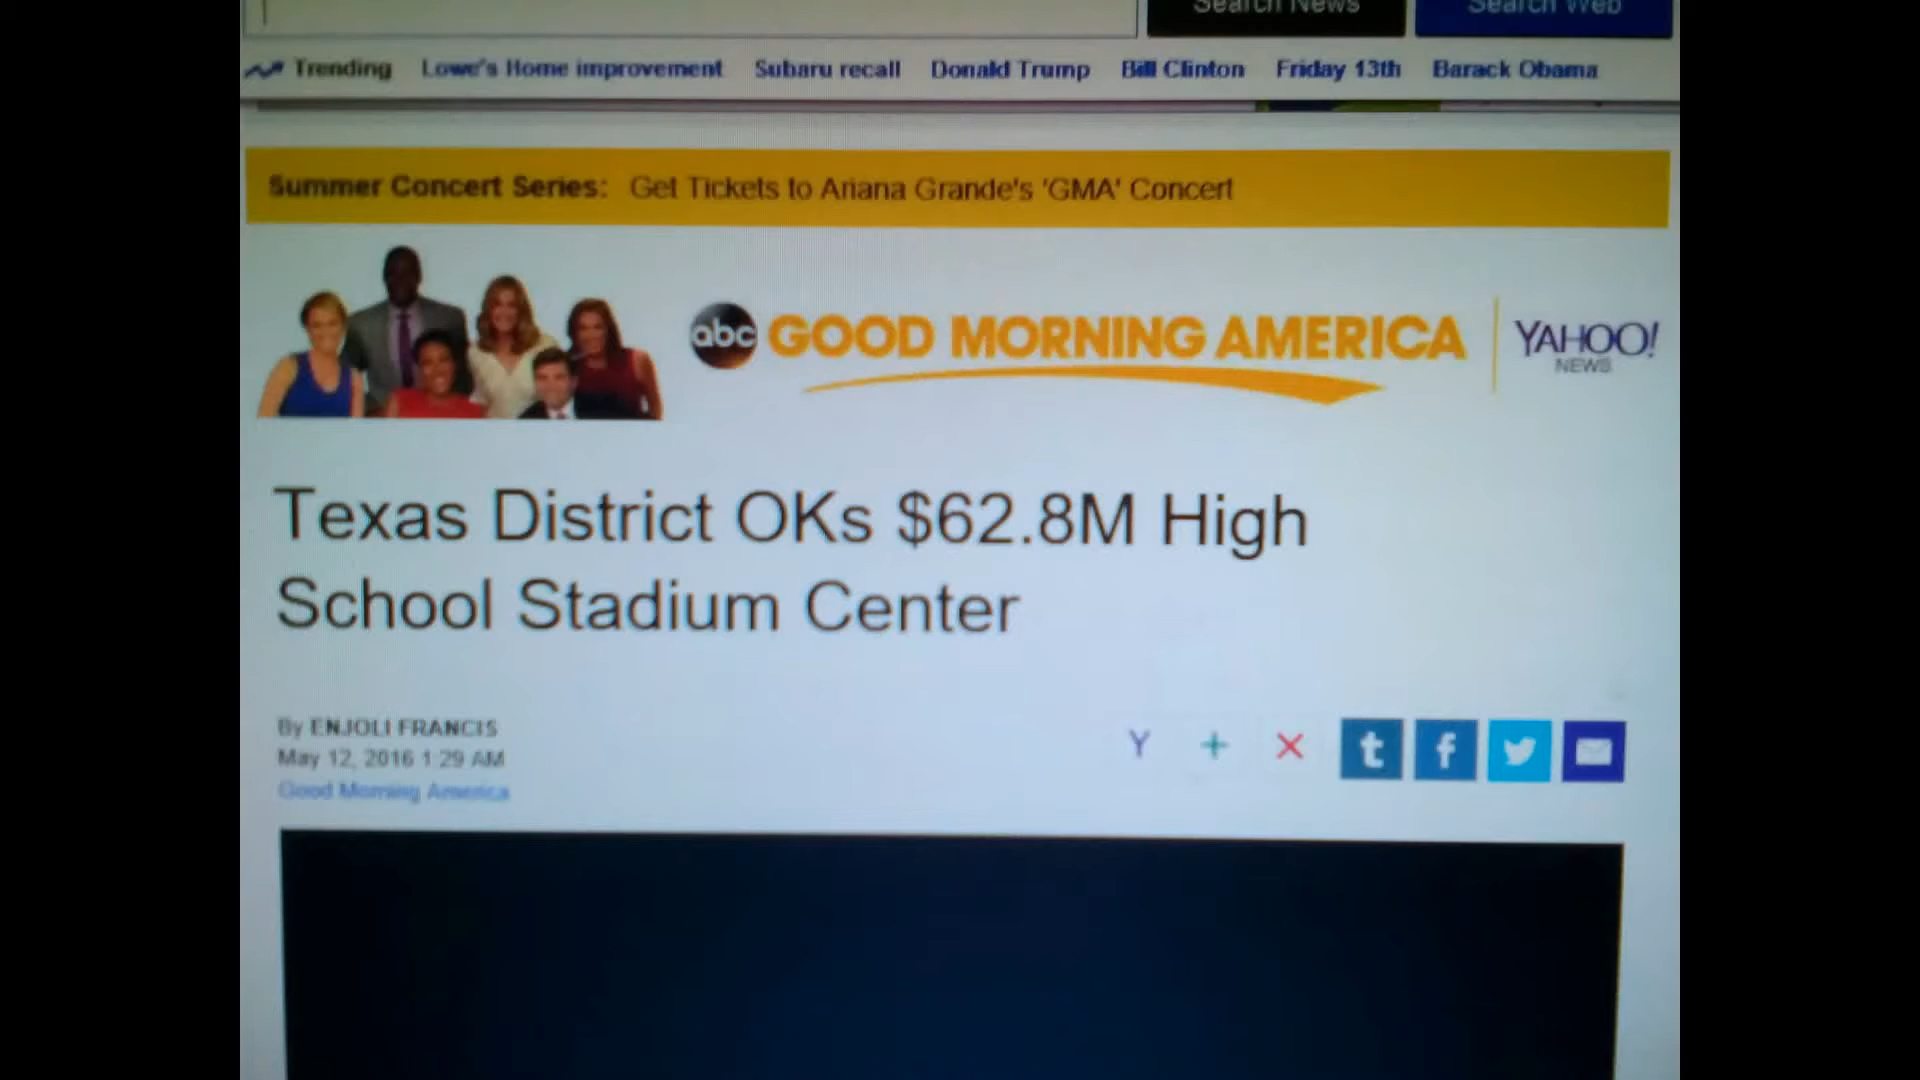 Search News Search Web
Trending Lowe's Home improvement Subaru recall Donald Trump Bill Clinton Friday 13th Barack Obama
Summer Concert Series: Get Tickets to Ariana Grande's 'GMA' Concert
abc GOOD MORNING AMERICA YAHOO!
NEWS
Texas District OKs $62.8M High
School Stadium Center
By ENJOLI FRANCIS
May 12, 2016 1:29 AM
Good Morning America
Y t f